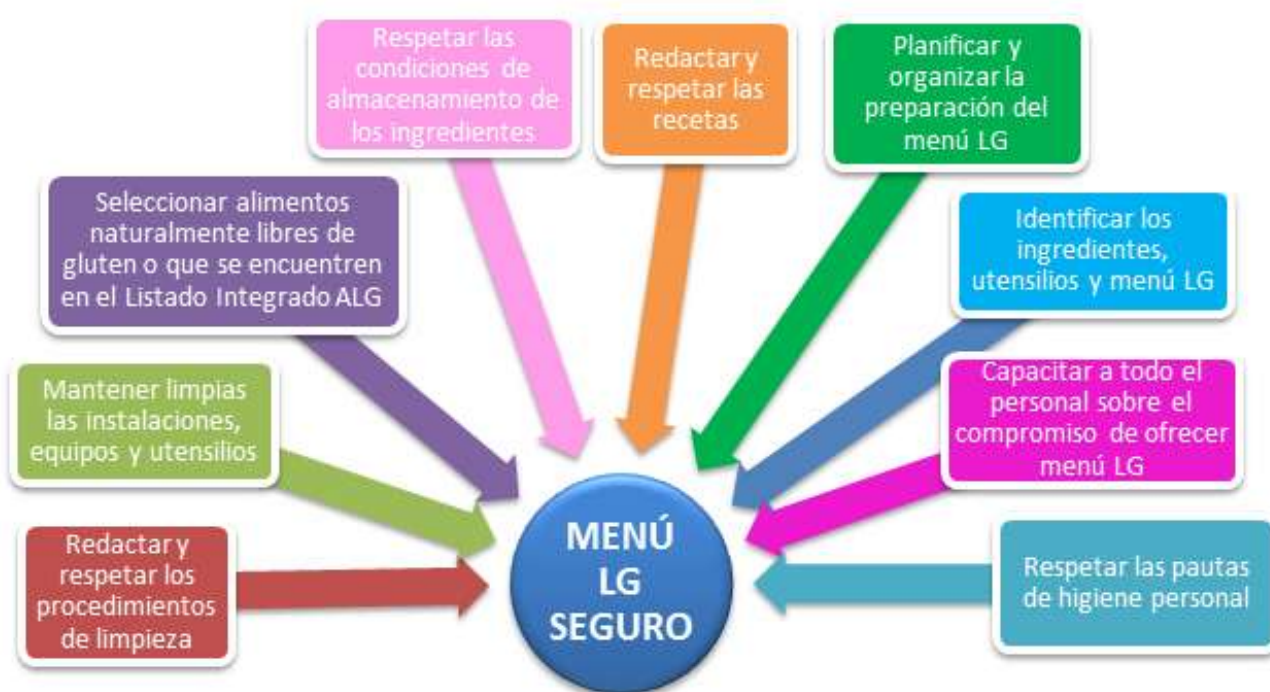 Respetar las
condiciones de
almacenamiento de
los ingredientes
Redactar y
respetar las
recetas
Planificar y
organizar la
preparación del
menú LG
Seleccionar alimentos
naturalmente libres de
gluten o que se encuentren
en el Listado Integrado ALG
Identificar los
ingredientes,
utensilios y menú LG
Mantener limpias
las instalaciones,
equipos y utensilios
Capacitar a todo el
personal sobre el
compromiso de ofrecer
menú LG
Redactar y
respetar los
procedimientos
de limpieza
Respetar las pautas
de higiene personal
MENÚ
LG
SEGURO